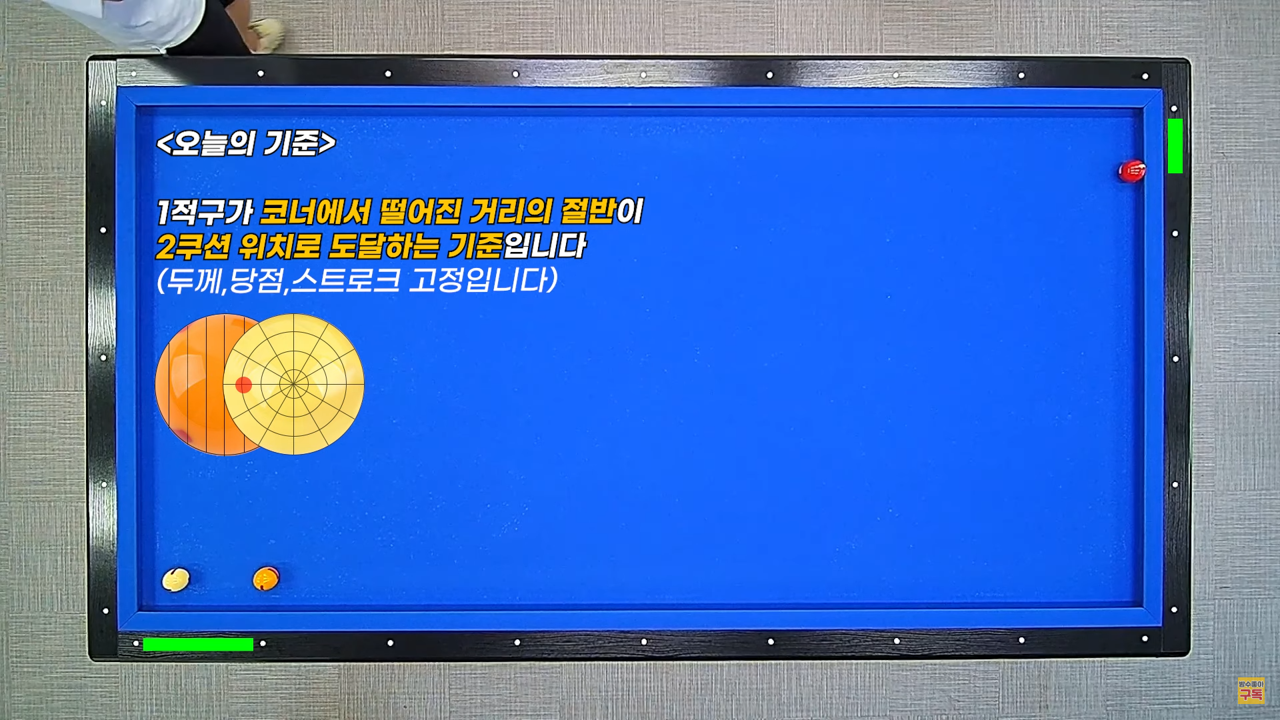 <오늘의 기준>
1적구가 코너에서 떨어진 거리의 절반이
2쿠션 위치로 도달하는 기준입니다
(두께,당점,스트로크 고정입니다)
구독